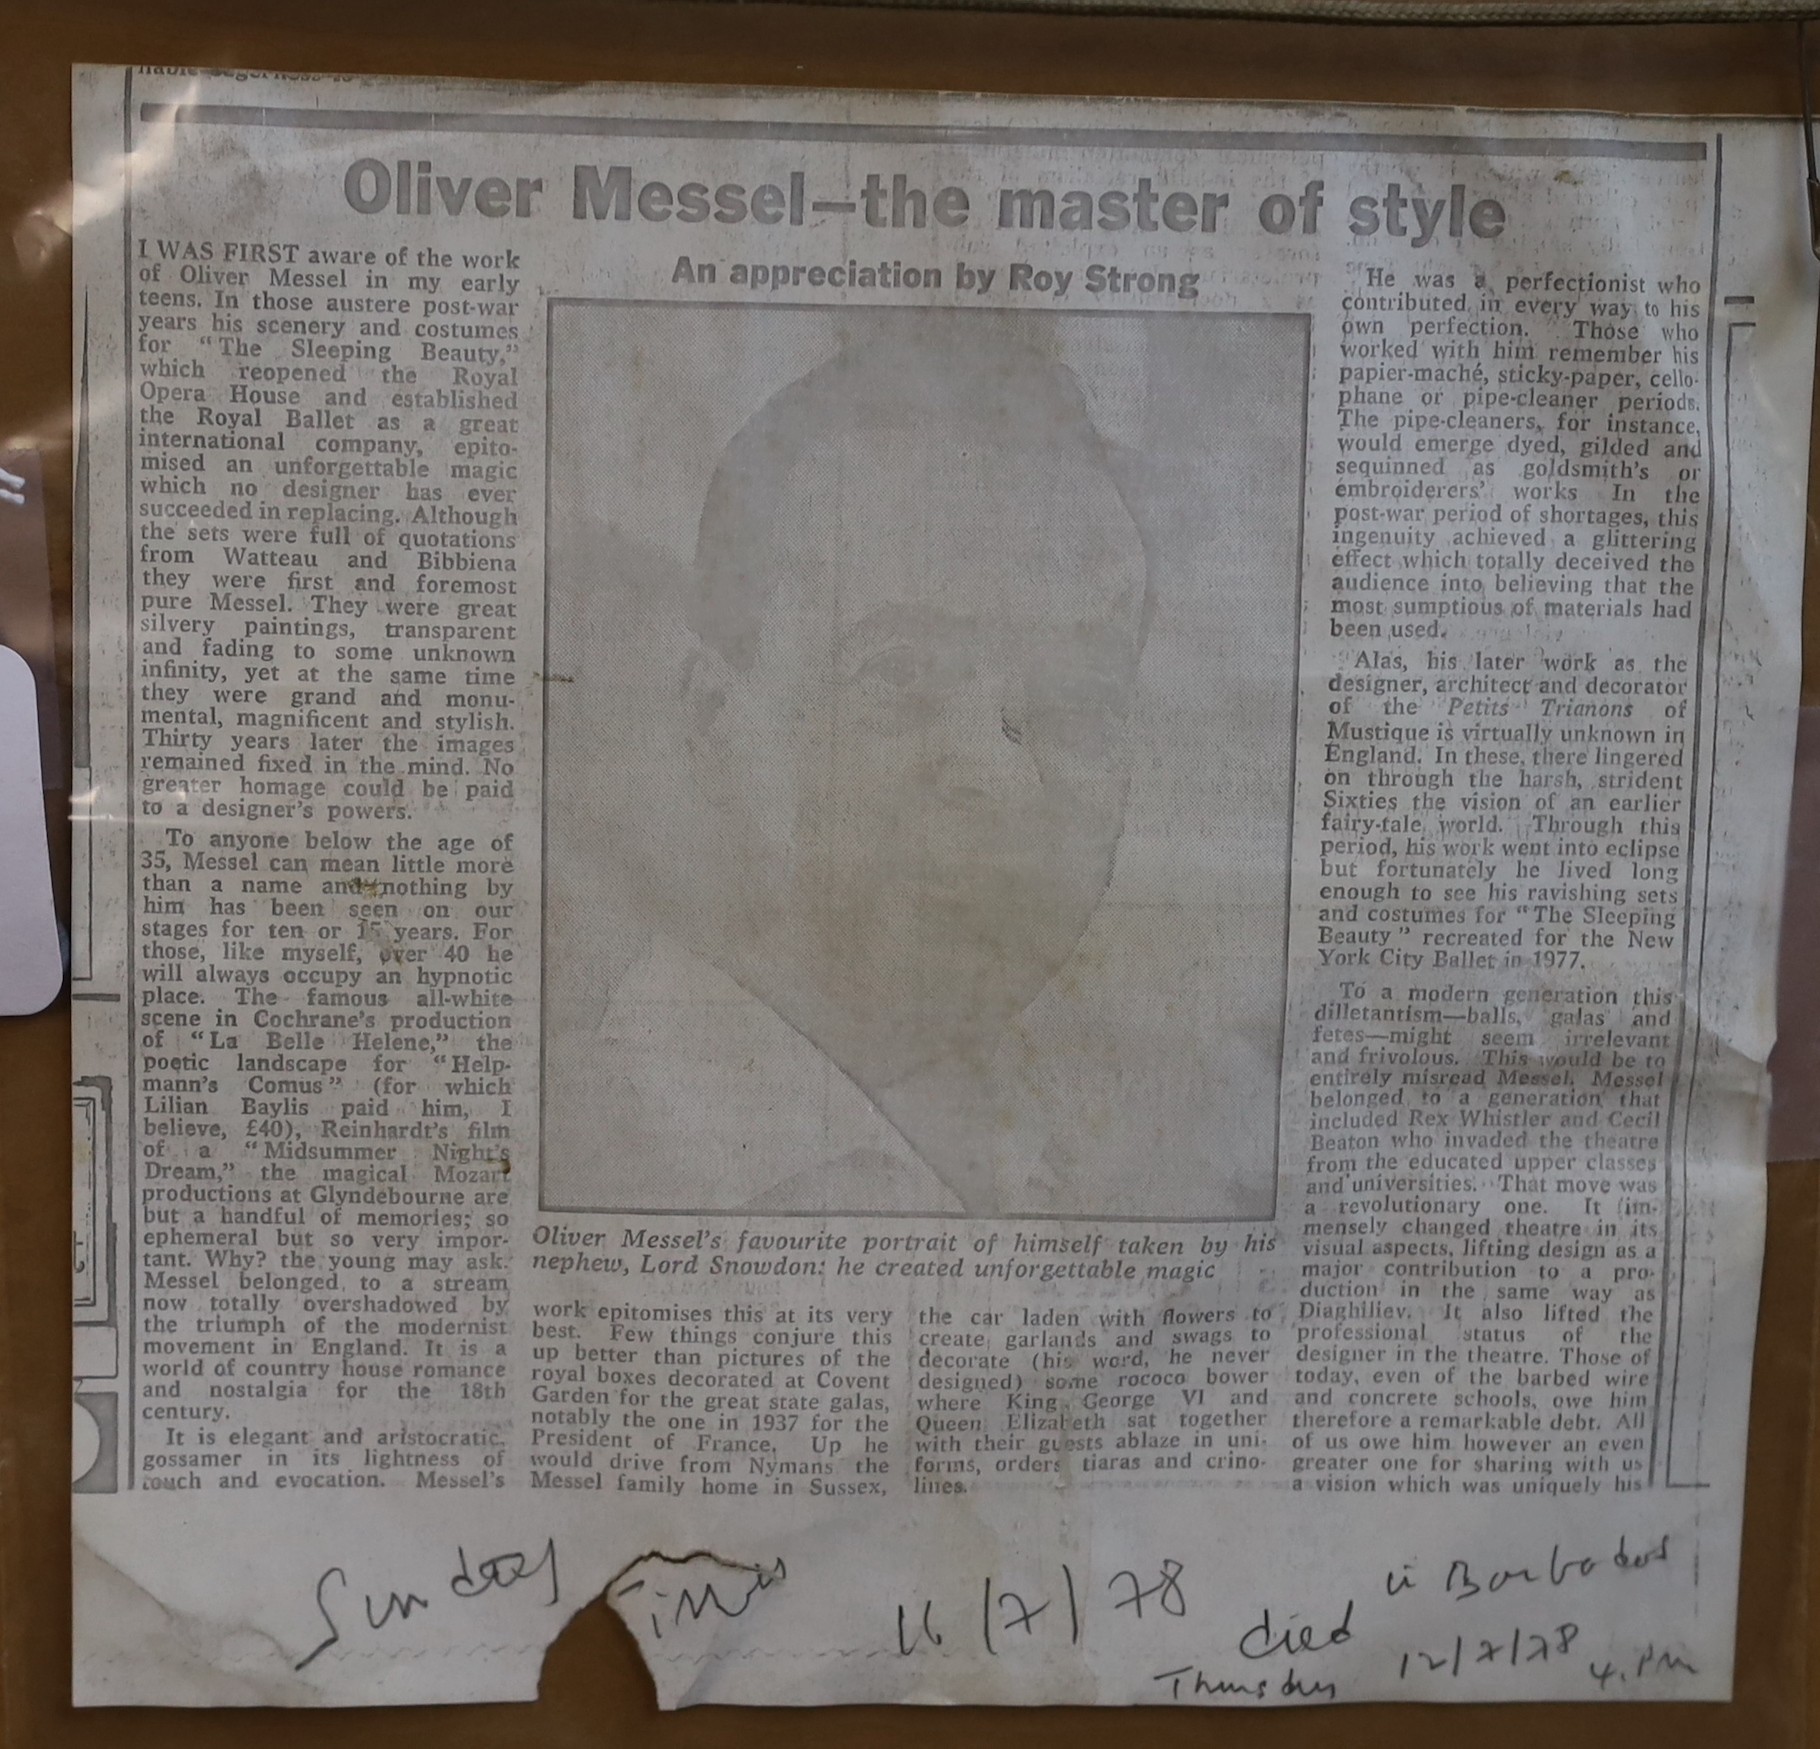 Oliver Messel—the master of style
An appreciation by Roy Strong
I WAS FIRST aware of the work
of Oliver Messel in my early
teens. In those austere post-war
years his scenery and costumes
for "The Sleeping Beauty,"
which reopened the Royal
Opera House and established
the Royal Ballet as a great
international company, epito-
mised an unforgettable magic
which no designer has ever
succeeded in replacing. Although
the sets were full of quotations
from Watteau and Bibbiena
they were first and foremost
pure Messel. They were great
silvery paintings, transparent
and fading to some unknown
infinity, yet at the same time
they were grand and monu-
mental, magnificent and stylish.
Thirty years later the images
remained fixed in the mind. No
greater homage could be paid
to a designer's powers.
To anyone below the age of
35, Messel can mean little more
than a name and nothing by
him has been seen on our
stages for ten or 15 years. For
those, like myself, over 40 he
will always occupy an hypnotic
place. The famous all-white
scene in Cochrane's production
of "La Belle Helene," the
poetic landscape for "Help-
mann's Comus" (for which
Lilian Baylis paid him, I
believe, £40), Reinhardt's film
of a "Midsummer Night's
Dream," the magical Mozart
productions at Glyndebourne are
but a handful of memories; so
ephemeral but so very impor-
tant. Why? the young may ask.
Messel belonged to a stream
now totally overshadowed by
the triumph of the modernist
movement in England. It is a
world of country house romance
and nostalgia for the 18th
century.
It is elegant and aristocratic,
gossamer in its lightness of
touch and evocation. Messel's
Oliver Messel's favourite portrait of himself taken by his
nephew, Lord Snowdon: he created unforgettable magic
work epitomises this at its very
best. Few things conjure this
up better than pictures of the
royal boxes decorated at Covent
Garden for the great state galas,
notably the one in 1937 for the
President of France. Up he
would drive from Nymans the
Messel family home in Sussex,
the car laden with flowers to
create garlands and swags to
decorate (his word, he never
designed) some rococo bower
where King George VI and
Queen Elizabeth sat together
with their guests ablaze in uni-
forms, orders tiaras and crino-
lines.
He was a perfectionist who
contributed in every way to his
own perfection. Those who
worked with him remember his
papier-maché, sticky-paper, cello-
phane or pipe-cleaner periods.
The pipe-cleaners, for instance,
would emerge dyed, gilded and
sequinned as goldsmith's or
embroiderers' works In the
post-war period of shortages, this
ingenuity achieved a glittering
effect which totally deceived the
audience into believing that the
most sumptious of materials had
been used.
Alas, his later work as the
designer, architect and decorator
of the Petits Trianons of
Mustique is virtually unknown in
England. In these, there lingered
on through the harsh, strident
Sixties the vision of an earlier
fairy-tale world. Through this
period, his work went into eclipse
but fortunately he lived long
enough to see his ravishing sets
and costumes for "The Sleeping
Beauty" recreated for the New
York City Ballet in 1977.
To a modern generation this
dilletantism—balls, galas and
fetes—might seem irrelevant
and frivolous. This would be to
entirely misread Messel. Messel
belonged to a generation that
included Rex Whistler and Cecil
Beaton who invaded the theatre
from the educated upper classes
and universities. That move was
a revolutionary one. It im-
mensely changed theatre in its
visual aspects, lifting design as a
major contribution to a pro-
duction in the same way as
Diaghiliev. It also lifted the
professional status of the
designer in the theatre. Those of
today, even of the barbed wire
and concrete schools, owe him
therefore a remarkable debt. All
of us owe him however an even
greater one for sharing with us
a vision which was uniquely his
Sunday Times 16/7/78
died in Barbados
Thursday 12/7/78 4.PM